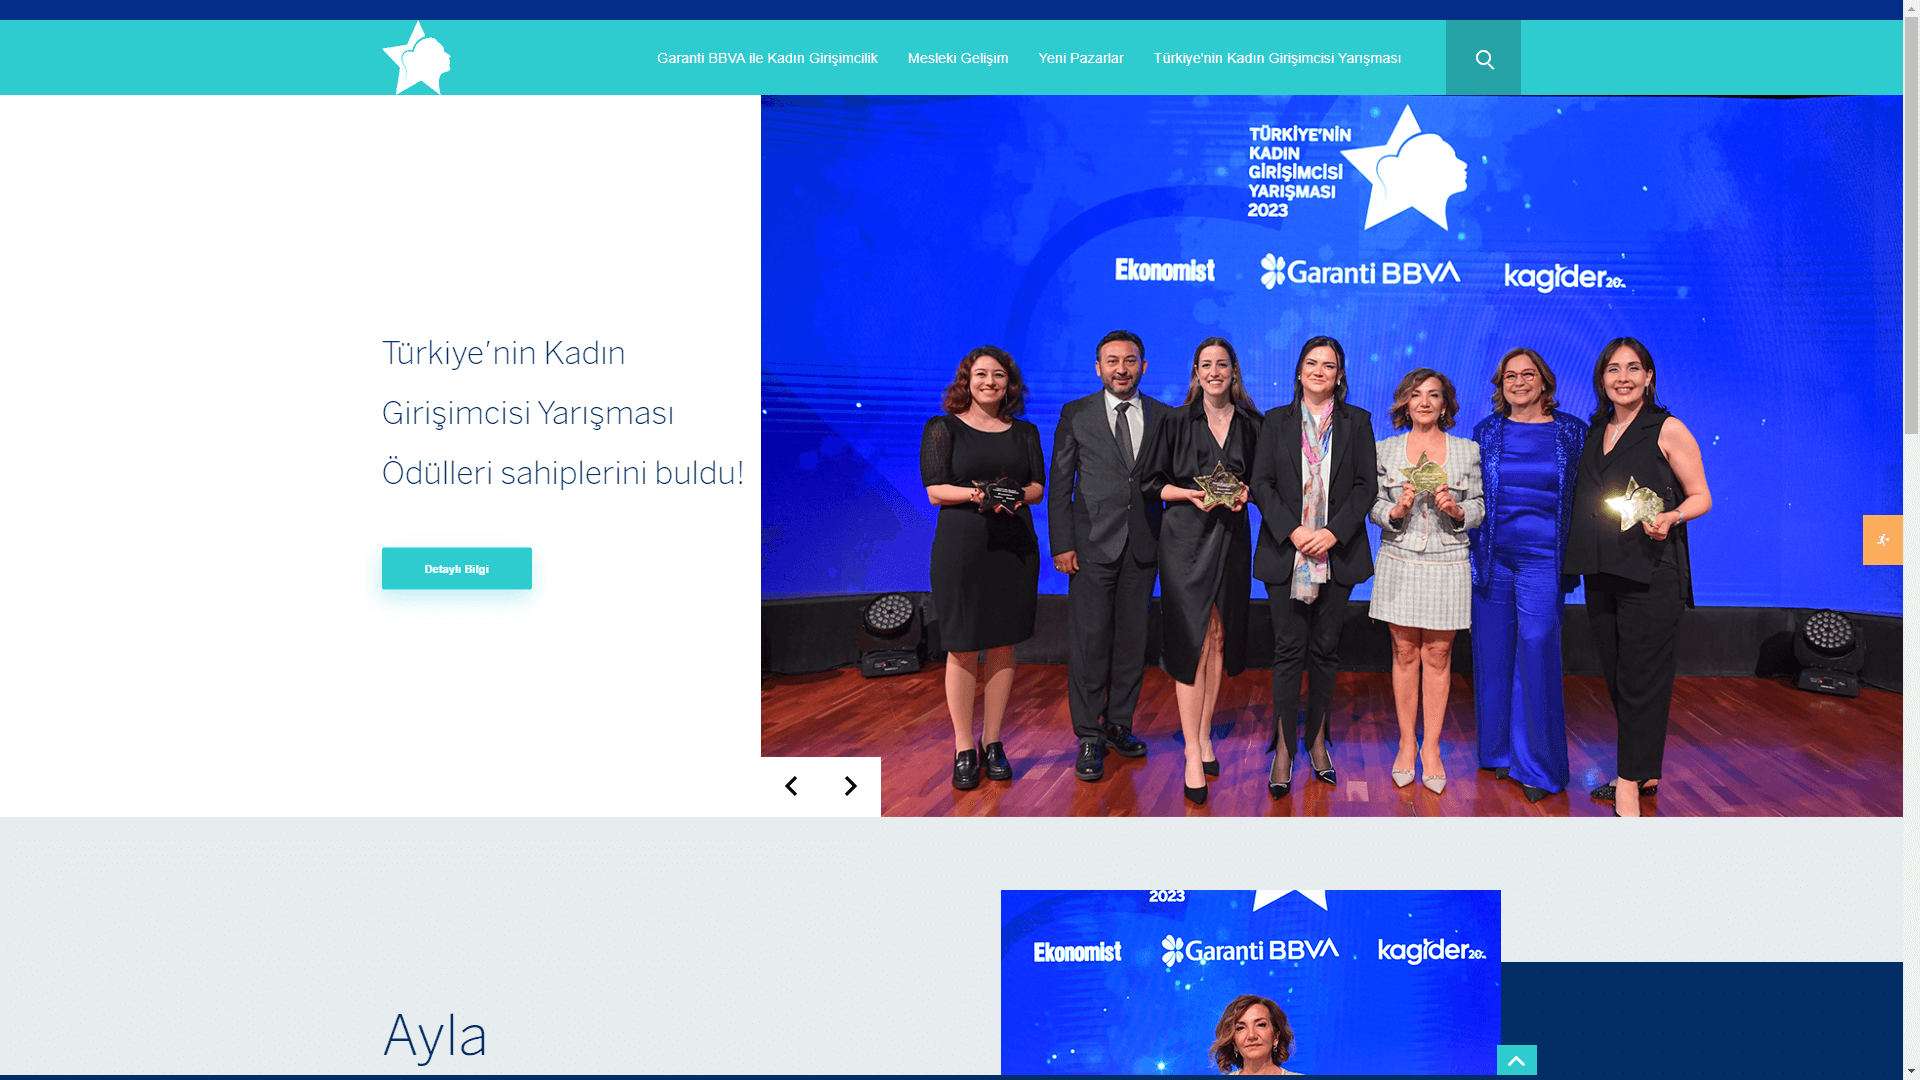 Garanti BBVA ile Kadın Girişimcilik
Mesleki Gelişim
Yeni Pazarlar
Türkiye'nin Kadın Girişimcisi Yarışması
TÜRKİYE'NİN
KADIN
GİRİŞİMCİSİ
YARIŞMASI
2023
Ekonomist
Garanti BBVA
kagider
Türkiye'nin Kadın
Girişimcisi Yarışması
Ödülleri sahiplerini buldu!
Detaylı Bilgi
2023
Ekonomist
Garanti BBVA
kagider
Ayla